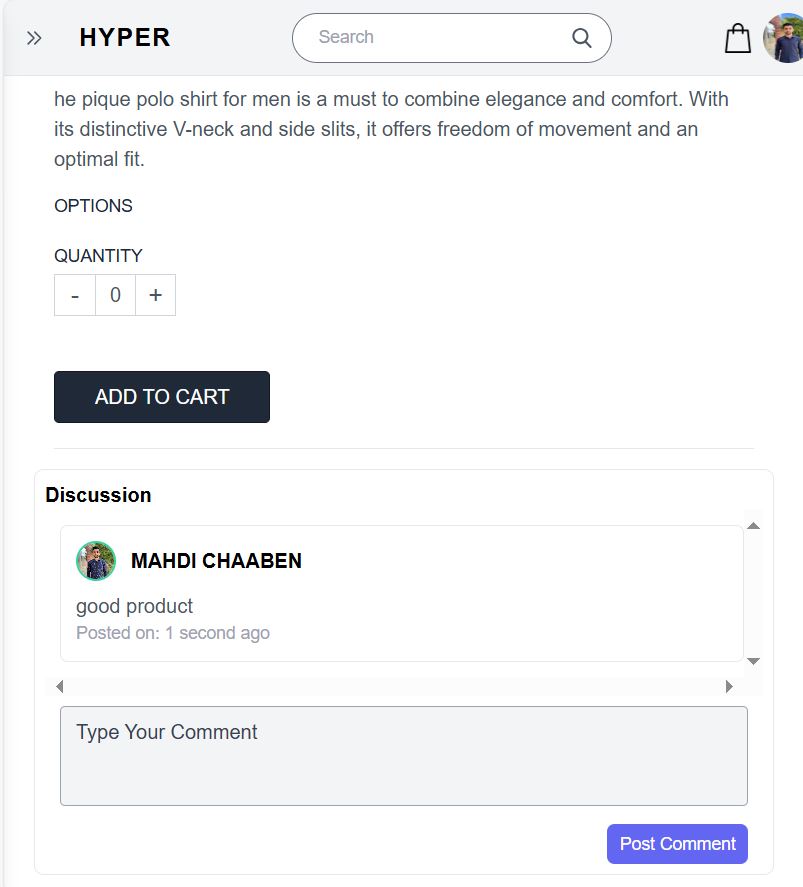 HYPER
Search
he pique polo shirt for men is a must to combine elegance and comfort. With
its distinctive V-neck and side slits, it offers freedom of movement and an
optimal fit.
OPTIONS
QUANTITY
- 0 +
ADD TO CART
Discussion
MAHDI CHAABEN
good product
Posted on: 1 second ago
Type Your Comment
Post Comment